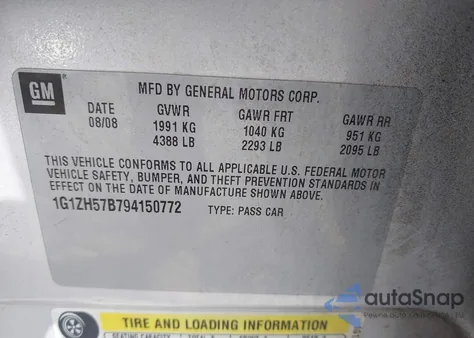 GM
MFD BY GENERAL MOTORS CORP.
DATE GVWR GAWR FRT GAWR RR
08/08 1991 KG 1040 KG 951 KG
4388 LB 2293 LB 2095 LB
THIS VEHICLE CONFORMS TO ALL APPLICABLE U.S. FEDERAL MOTOR
VEHICLE SAFETY, BUMPER, AND THEFT PREVENTION STANDARDS IN
EFFECT ON THE DATE OF MANUFACTURE SHOWN ABOVE.
1G1ZH57B794150772 TYPE: PASS CAR
TIRE AND LOADING INFORMATION
SEATING CAPACITY
autoSnap